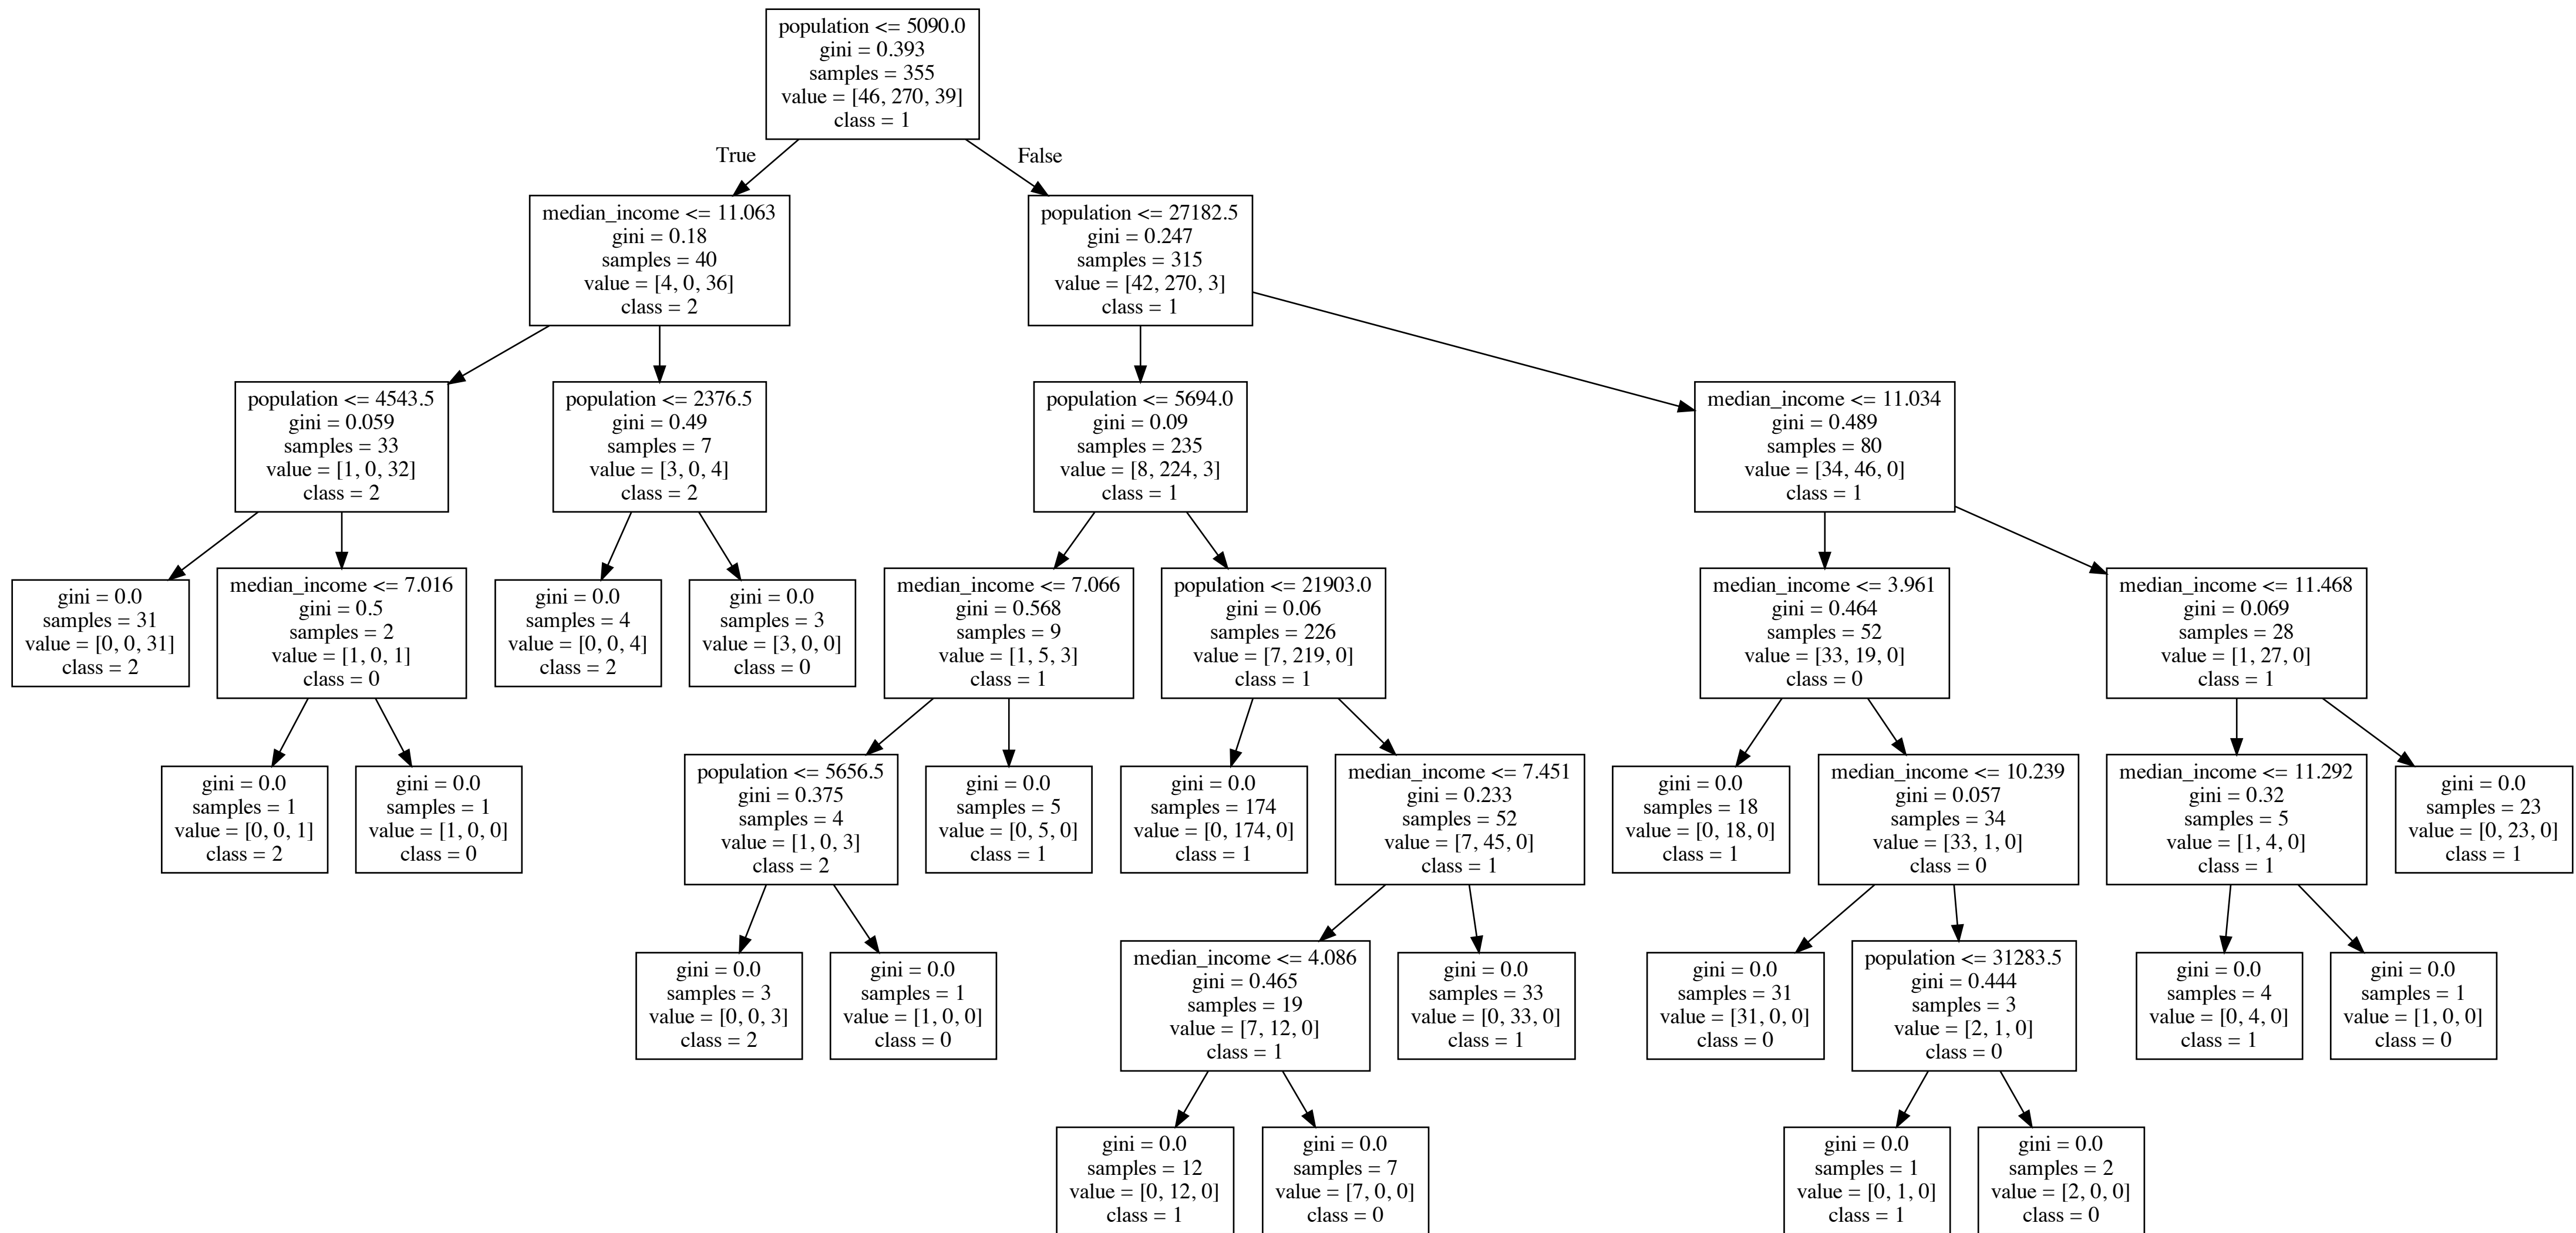 population <= 5090.0
gini = 0.393
samples = 355
value = [46, 270, 39]
class = 1
True
False
median_income <= 11.063
gini = 0.18
samples = 40
value = [4, 0, 36]
class = 2
population <= 27182.5
gini = 0.247
samples = 315
value = [42, 270, 3]
class = 1
population <= 4543.5
gini = 0.059
samples = 33
value = [1, 0, 32]
class = 2
population <= 2376.5
gini = 0.49
samples = 7
value = [3, 0, 4]
class = 2
population <= 5694.0
gini = 0.09
samples = 235
value = [8, 224, 3]
class = 1
median_income <= 11.034
gini = 0.489
samples = 80
value = [34, 46, 0]
class = 1
gini = 0.0
samples = 31
value = [0, 0, 31]
class = 2
median_income <= 7.016
gini = 0.5
samples = 2
value = [1, 0, 1]
class = 0
gini = 0.0
samples = 4
value = [0, 0, 4]
class = 2
gini = 0.0
samples = 3
value = [3, 0, 0]
class = 0
median_income <= 7.066
gini = 0.568
samples = 9
value = [1, 5, 3]
class = 1
population <= 21903.0
gini = 0.06
samples = 226
value = [7, 219, 0]
class = 1
median_income <= 3.961
gini = 0.464
samples = 52
value = [33, 19, 0]
class = 0
median_income <= 11.468
gini = 0.069
samples = 28
value = [1, 27, 0]
class = 1
gini = 0.0
samples = 1
value = [0, 0, 1]
class = 2
gini = 0.0
samples = 1
value = [1, 0, 0]
class = 0
population <= 5656.5
gini = 0.375
samples = 4
value = [1, 0, 3]
class = 2
gini = 0.0
samples = 5
value = [0, 5, 0]
class = 1
gini = 0.0
samples = 174
value = [0, 174, 0]
class = 1
median_income <= 7.451
gini = 0.233
samples = 52
value = [7, 45, 0]
class = 1
gini = 0.0
samples = 18
value = [0, 18, 0]
class = 1
median_income <= 10.239
gini = 0.057
samples = 34
value = [33, 1, 0]
class = 0
median_income <= 11.292
gini = 0.32
samples = 5
value = [1, 4, 0]
class = 1
gini = 0.0
samples = 23
value = [0, 23, 0]
class = 1
gini = 0.0
samples = 3
value = [0, 0, 3]
class = 2
gini = 0.0
samples = 1
value = [1, 0, 0]
class = 0
median_income <= 4.086
gini = 0.465
samples = 19
value = [7, 12, 0]
class = 1
gini = 0.0
samples = 33
value = [0, 33, 0]
class = 1
gini = 0.0
samples = 31
value = [31, 0, 0]
class = 0
population <= 31283.5
gini = 0.444
samples = 3
value = [2, 1, 0]
class = 0
gini = 0.0
samples = 4
value = [0, 4, 0]
class = 1
gini = 0.0
samples = 1
value = [1, 0, 0]
class = 0
gini = 0.0
samples = 12
value = [0, 12, 0]
class = 1
gini = 0.0
samples = 7
value = [7, 0, 0]
class = 0
gini = 0.0
samples = 1
value = [0, 1, 0]
class = 1
gini = 0.0
samples = 2
value = [2, 0, 0]
class = 0